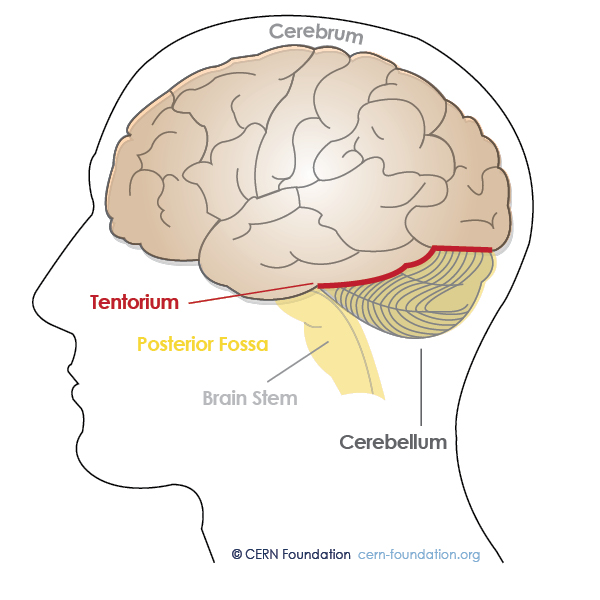 Cerebrum
Tentorium
Posterior Fossa
Brain Stem
Cerebellum
© CERN Foundation cern-foundation.org